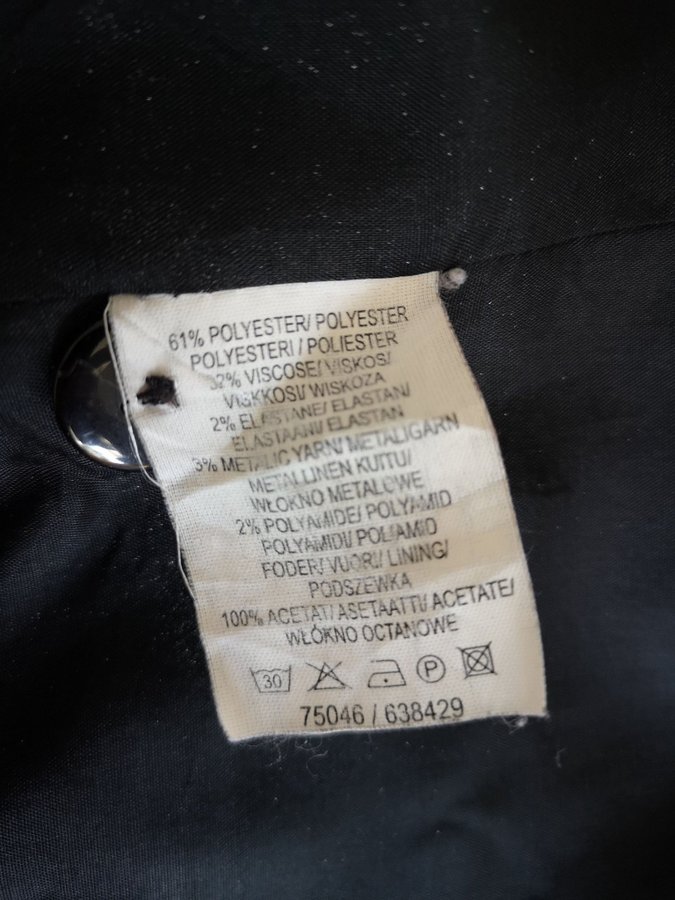 61% POLYESTER/ POLYESTER
POLYESTERI / POLIESTER
32% VISCOSE/ VISKOS/
VISKKOSI/ WISKOZA
2% ELASTANE/ ELASTAN/
ELASTAANI/ ELASTAN
3% METALIC YARN/ METALIGARN
METALLINEN KUITU/
WŁOKNO METALOWE
2% POLYAMIDE/ POLYAMID
POLYAMIDI/ POLIAMID
FODER/ VUORI/ LINING/
PODSZEWKA
100% ACETAT/ ASETAATTI/ ACETATE/
WŁÓKNO OCTANOWE
30 P
75046 / 638429